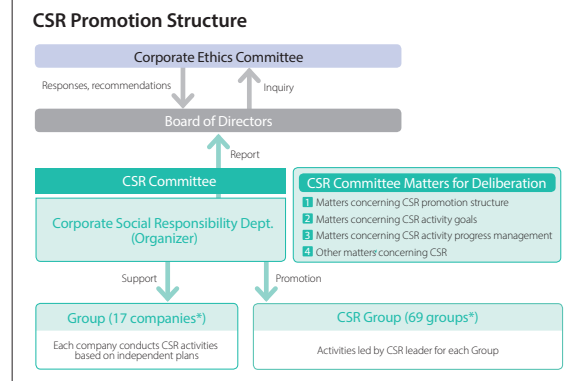 CSR Promotion Structure
Corporate Ethics Committee
Responses, recommendations
Inquiry
Board of Directors
Report
CSR Committee
Corporate Social Responsibility Dept.
(Organizer)
CSR Committee Matters for Deliberation
1 Matters concerning CSR promotion structure
2 Matters concerning CSR activity goals
3 Matters concerning CSR activity progress management
4 Other matters concerning CSR
Support
Promotion
Group (17 companies*)
Each company conducts CSR activities
based on independent plans
CSR Group (69 groups*)
Activities led by CSR leader for each Group